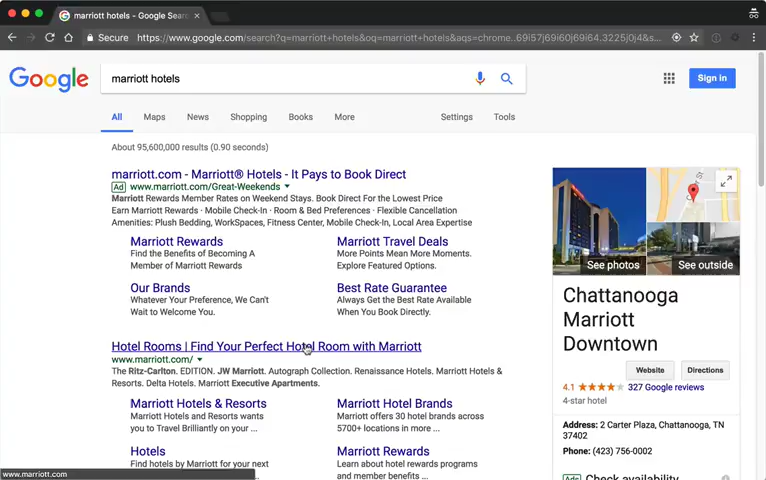 marriott hotels - Google Sear
Secure https://www.google.com/search?q=marriott+hotels&oq=marriott+hotels&aqs=chrome..69i57j69i60j69i64.3225j0j4&s...
Google
marriott hotels
Sign in
All Maps News Shopping Books More Settings Tools
About 95,600,000 results (0.90 seconds)
marriott.com - Marriott® Hotels - It Pays to Book Direct
Ad www.marriott.com/Great-Weekends
Marriott Rewards Member Rates on Weekend Stays. Book Direct For the Lowest Price
Earn Marriott Rewards · Mobile Check-In · Room & Bed Preferences · Flexible Cancellation
Amenities: Plush Bedding, WorkSpaces, Fitness Center, Mobile Check-In, Local Area Expertise
Marriott Rewards
Find the Benefits of Becoming A
Member of Marriott Rewards
Marriott Travel Deals
More Points Mean More Moments.
Explore Featured Options.
Our Brands
Whatever Your Preference, We Can't
Wait to Welcome You.
Best Rate Guarantee
Always Get the Best Rate Available
When You Book Directly.
Hotel Rooms | Find Your Perfect Hotel Room with Marriott
www.marriott.com/
The Ritz-Carlton. EDITION. JW Marriott. Autograph Collection. Renaissance Hotels. Marriott Hotels &
Resorts. Delta Hotels. Marriott Executive Apartments.
Marriott Hotels & Resorts
Marriott Hotels and Resorts wants
you to Travel Brilliantly on your ...
Marriott Hotel Brands
Marriott offers 30 hotel brands across
5700+ locations in more ...
Hotels
Find hotels by Marriott for your next
Marriott Rewards
Learn about hotel rewards programs
and member benefits. ...
www.marriott.com
See photos
See outside
Chattanooga
Marriott
Downtown
Website
Directions
4.1 327 Google reviews
4-star hotel
Address: 2 Carter Plaza, Chattanooga, TN
37402
Phone: (423) 756-0002
Ads Check availability